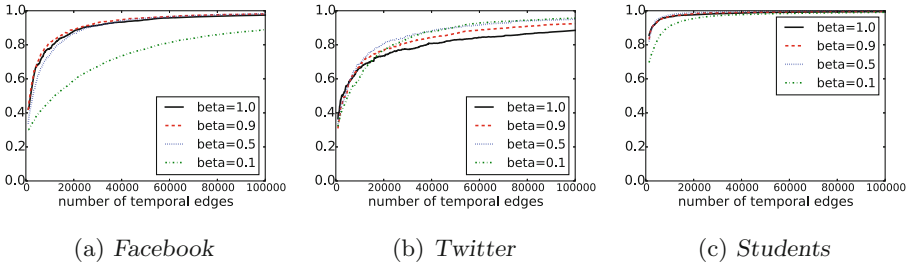 1.0
0.8
0.6
0.4
0.2
0.0
0 20000 40000 60000 80000 100000
number of temporal edges
beta=1.0
beta=0.9
beta=0.5
beta=0.1
(a) Facebook
1.0
0.8
0.6
0.4
0.2
0.0
0 20000 40000 60000 80000 100000
number of temporal edges
beta=1.0
beta=0.9
beta=0.5
beta=0.1
(b) Twitter
1.0
0.8
0.6
0.4
0.2
0.0
0 20000 40000 60000 80000 100000
number of temporal edges
beta=1.0
beta=0.9
beta=0.5
beta=0.1
(c) Students